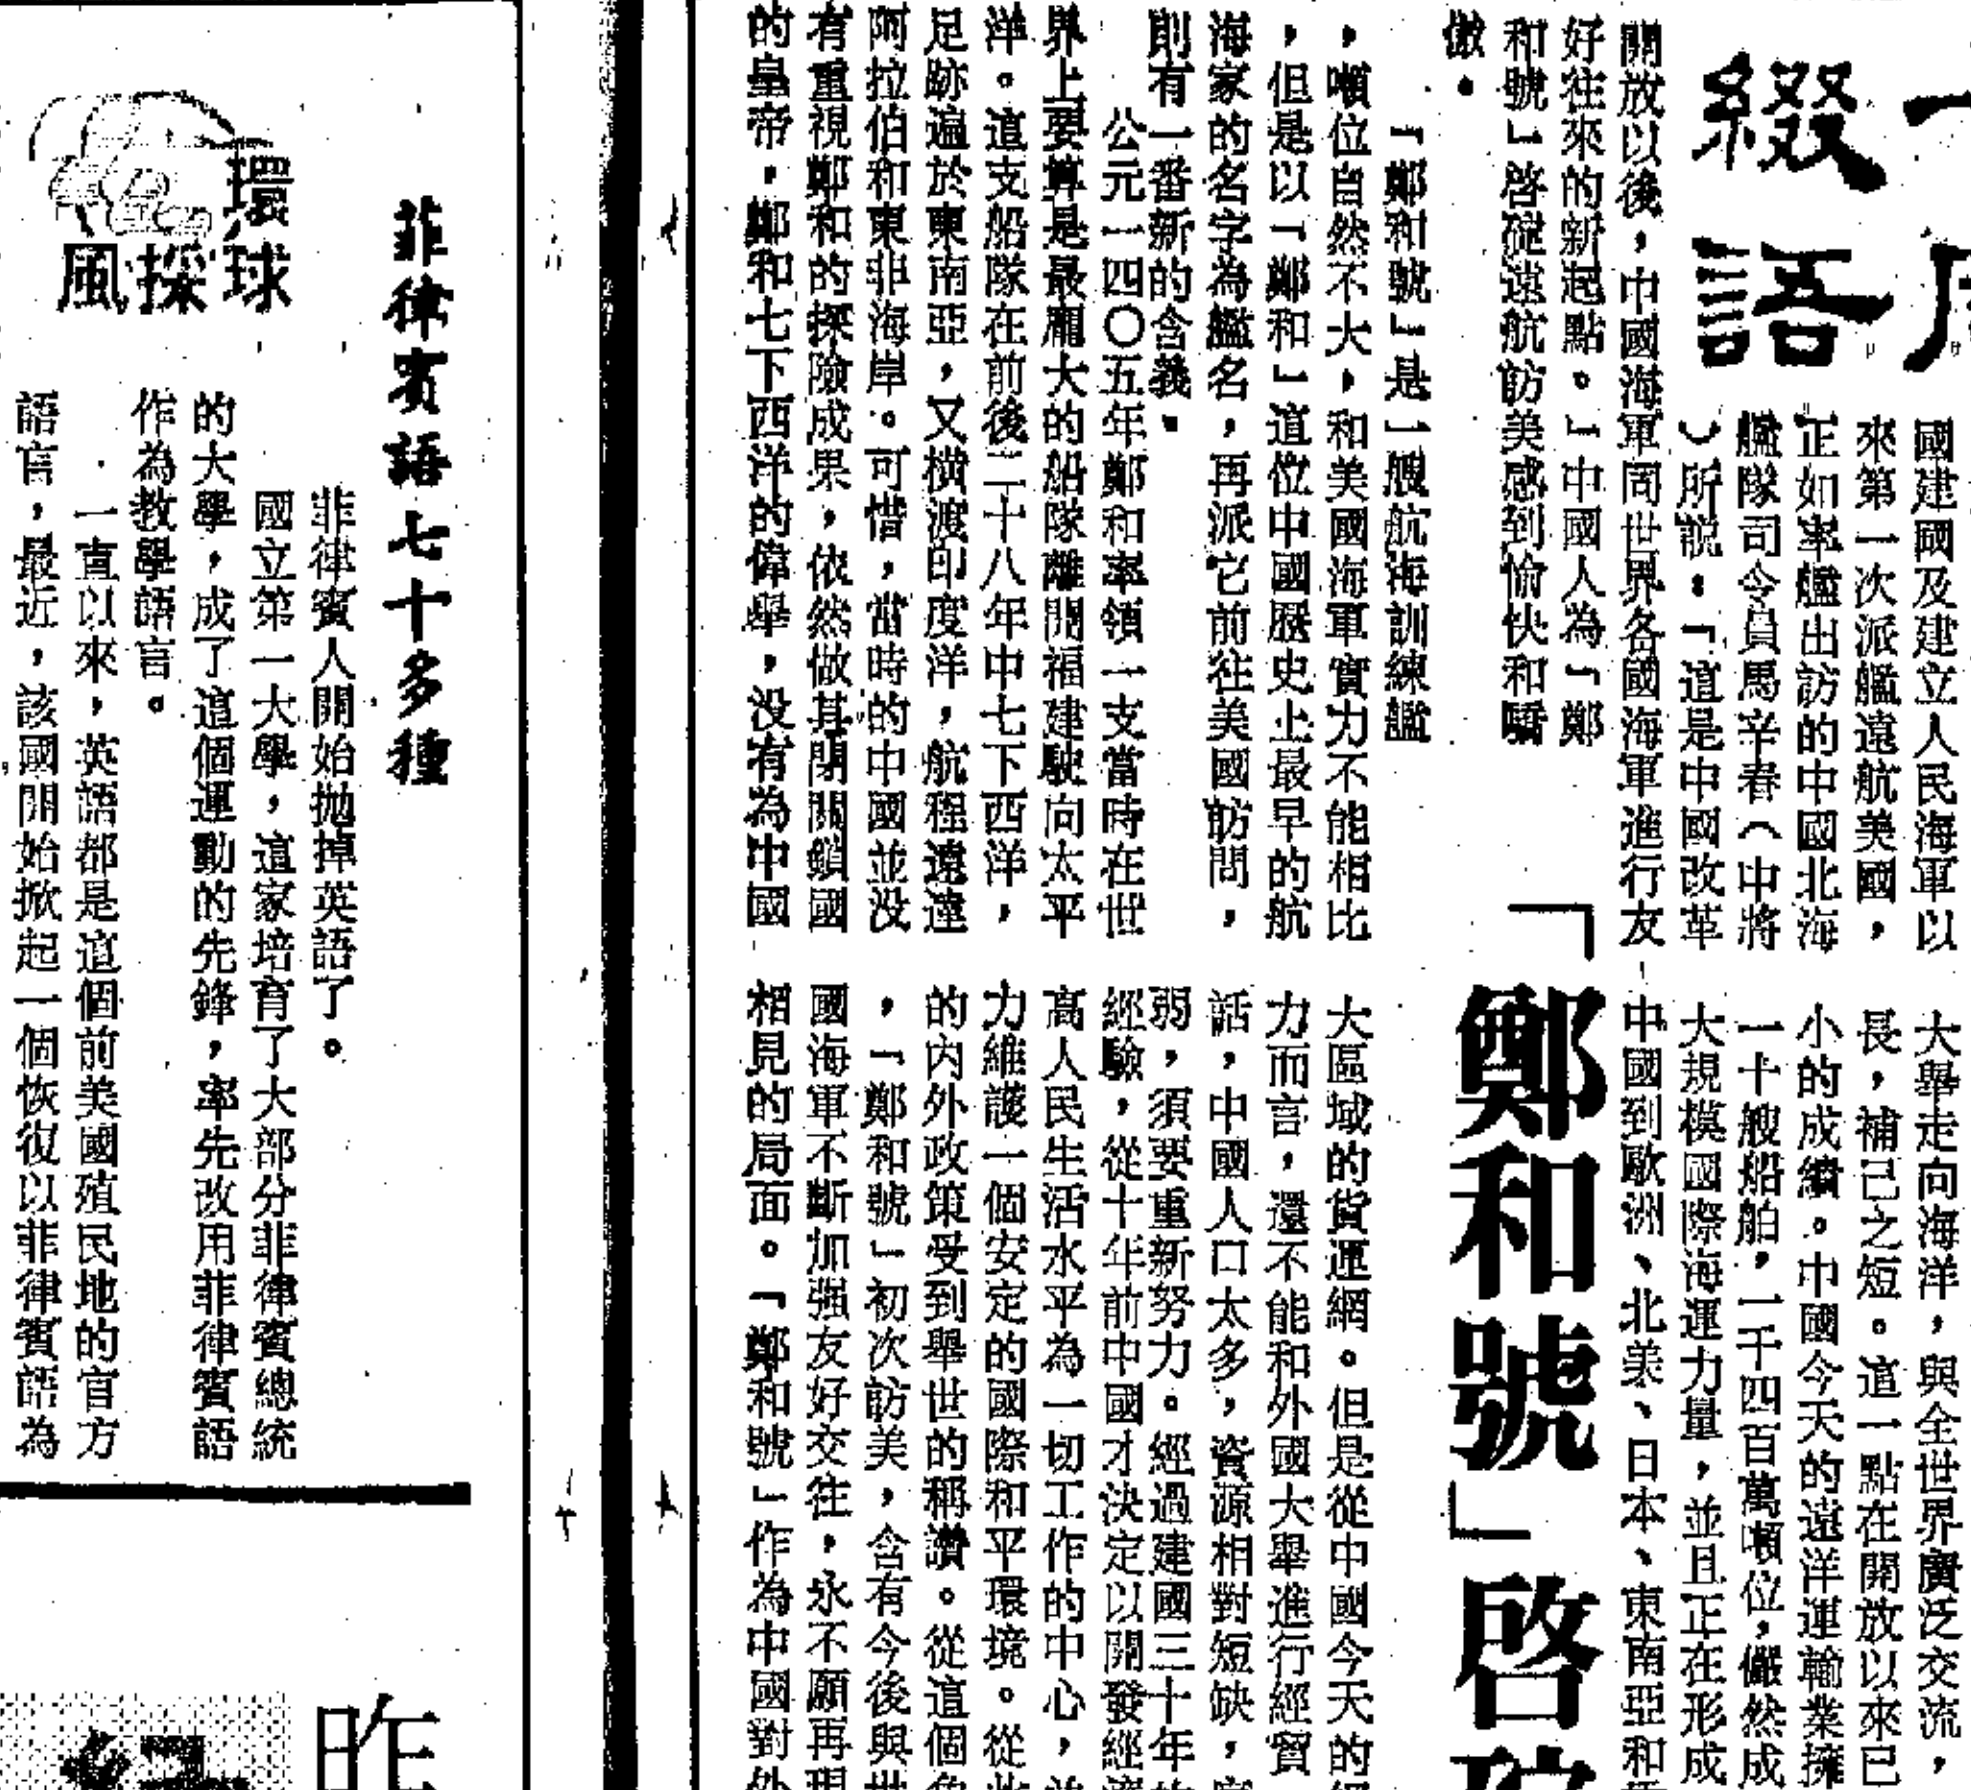 綴語
「鄭和號」啓碇
國建國及建立人民海軍以
來第一次派艦遠航美國，
正如率艦出訪的中國北海
艦隊司令員馬辛春（中將
）所說：「這是中國改革
開放以後，中國海軍同世界各國海軍進行友
好往來的新起點。」中國人為「鄭
和號」啓碇遠航訪美感到愉快和驕
傲。
「鄭和號」是一艘航海訓練艦
，噸位自然不大，和美國海軍實力不能相比
，但是以「鄭和」這位中國歷史上最早的航
海家的名字為艦名，再派它前往美國訪問，
則有一番新的含義。
公元一四〇五年鄭和率領一支當時在世
界上要算是最龐大的船隊離開福建駛向太平
洋。這支船隊在前後二十八年中七下西洋，
足跡遍於東南亞，又橫渡印度洋，航程遠達
阿拉伯和東非海岸。可惜，當時的中國並没
有重視鄭和的探險成果，依然做其閉關鎖國
的皇帝，鄭和七下西洋的偉舉，没有為中國
大舉走向海洋，與全世界廣泛交流，
長，補己之短。這一點在開放以來已
小的成績。中國今天的遠洋運輸業擁
一十艘船舶，一千四百萬噸位，儼然成
大規模國際海運力量，並且正在形成
中國到歐洲、北美、日本、東南亞和
大區域的貨運網。但是從中國今天的
力而言，還不能和外國大舉進行經貿
話，中國人口太多，資源相對短缺，
弱，須要重新努力。經過建國三十年
經驗，從十年前中國才決定以開發經
高人民生活水平為一切工作的中心，
力維護一個安定的國際和平環境。從
的內外政策受到舉世的稱讚。從這個
，「鄭和號」初次訪美，含有今後與
國海軍不斷加强友好交往，永不願再
相見的局面。「鄭和號」作為中國對
環球
採風
菲律賓語七十多種
菲律賓人開始拋掉英語了。
國立第一大學，這家培育了大部分菲律賓總統
的大學，成了這個運動的先鋒，率先改用菲律賓語
作為教學語言。
一直以來，英語都是這個前美國殖民地的官方
語言，最近，該國開始掀起一個恢復以菲律賓語為
昨